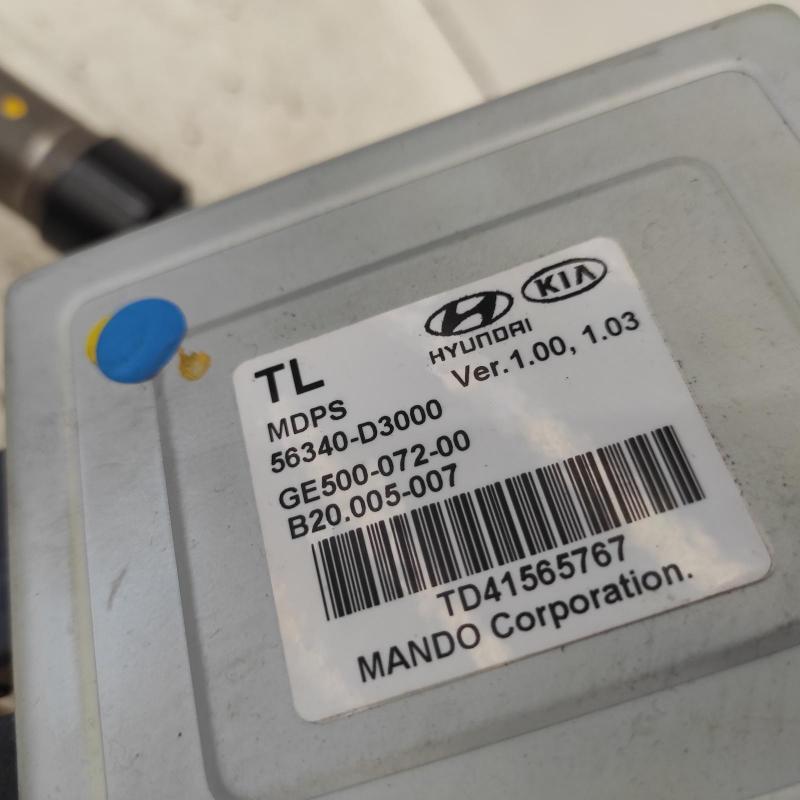 TL
HYUNDAI KIA
MDPS Ver.1.00, 1.03
56340-D3000
GE500-072-00
B20.005-007
TD41565767
MANDO Corporation.